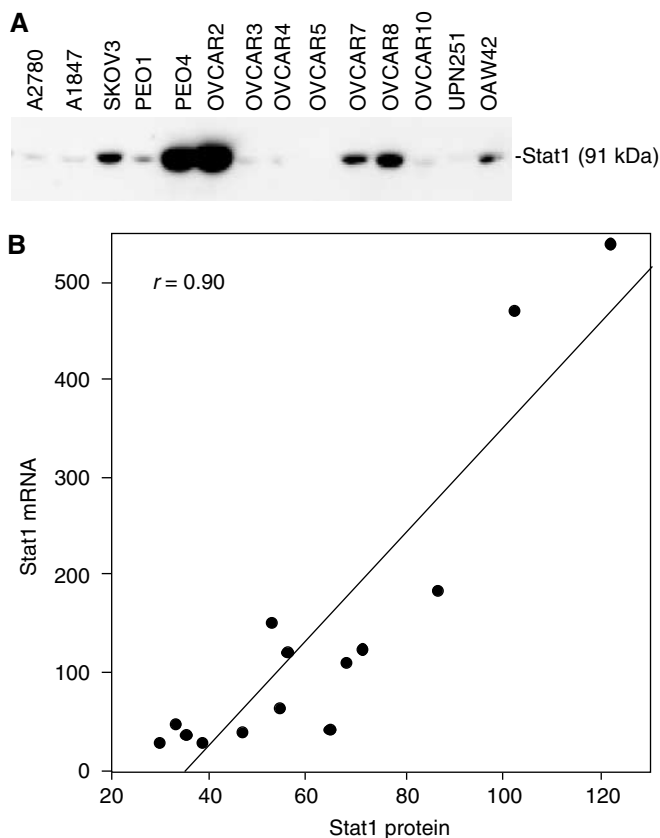 A
A2780
A1847
SKOV3
PEO1
PEO4
OVCAR2
OVCAR3
OVCAR4
OVCAR5
OVCAR7
OVCAR8
OVCAR10
UPN251
OAW42
-Stat1 (91 kDa)
B
r = 0.90
500
400
300
200
100
0
Stat1 mRNA
20
40
60
80
100
120
Stat1 protein